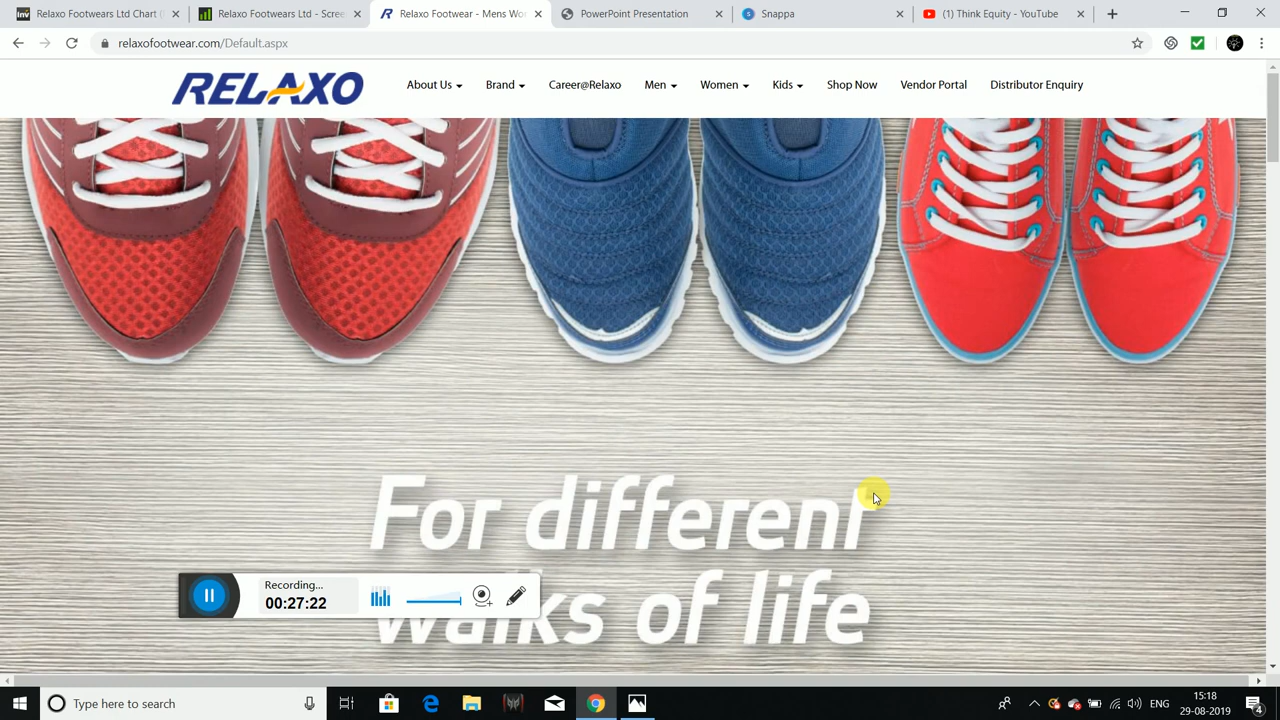 Relaxo Footwears Ltd Chart (
Relaxo Footwears Ltd - Scree
Relaxo Footwear - Mens Wo
PowerPoint Presentation
Snappa
(1) Think Equity - YouTube
relaxofootwear.com/Default.aspx
RELAXO
About Us
Brand
Career@Relaxo
Men
Women
Kids
Shop Now
Vendor Portal
Distributor Enquiry
For different
walks of life
Recording...
00:27:22
Type here to search
ENG
15:18
29-08-2019
4